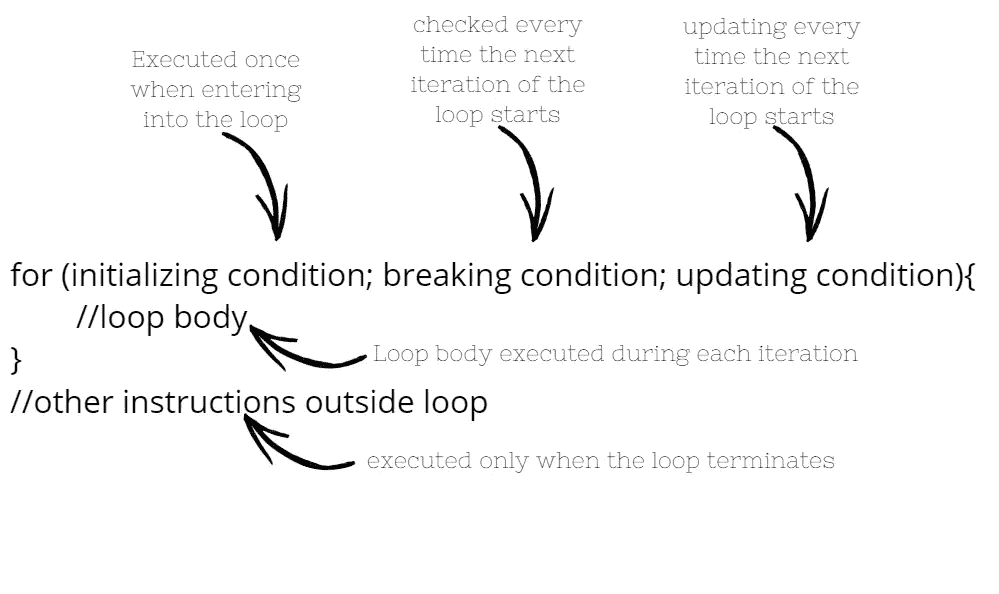 Executed once
when entering
into the loop
checked every
time the next
iteration of the
loop starts
updating every
time the next
iteration of the
loop starts
for (initializing condition; breaking condition; updating condition){
//loop body
Loop body executed during each iteration
}
//other instructions outside loop
executed only when the loop terminates